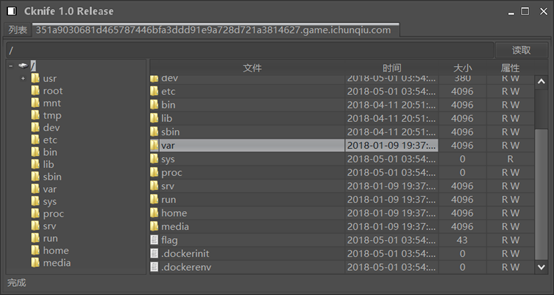 Cknife 1.0 Release
列表 351a9030681d465787446bfa3ddd91e9a728d721a3814627.game.ichunqiu.com
/ 读取
/
usr
root
mnt
tmp
dev
etc
bin
lib
sbin
var
sys
proc
srv
run
home
media
文件 时间 大小 属性
dev 2018-05-01 03:54:... 380 R W
etc 2018-05-01 03:54:... 4096 R W
bin 2018-04-11 20:51:... 4096 R W
lib 2018-04-11 20:51:... 4096 R W
sbin 2018-04-11 20:51:... 4096 R W
var 2018-01-09 19:37:... 4096 R W
sys 2018-05-01 03:54:... 0 R
proc 2018-05-01 03:54:... 0 R W
srv 2018-01-09 19:37:... 4096 R W
run 2018-01-09 19:37:... 4096 R W
home 2018-01-09 19:37:... 4096 R W
media 2018-01-09 19:37:... 4096 R W
flag 2018-05-01 03:54:... 43 R W
.dockerinit 2018-05-01 03:54:... 0 R W
.dockerenv 2018-05-01 03:54:... 0 R W
完成